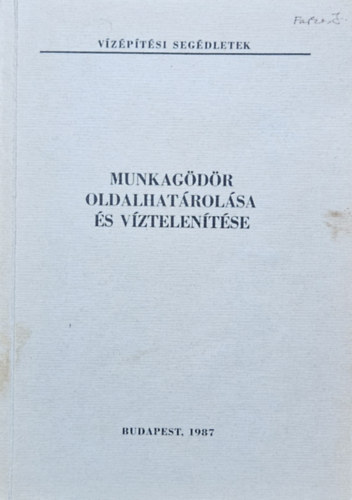 VÍZÉPÍTÉSI SEGÉDLETEK
MUNKAGÖDÖR
OLDALHATÁROLÁSA
ÉS VÍZTELENÍTÉSE
BUDAPEST, 1987